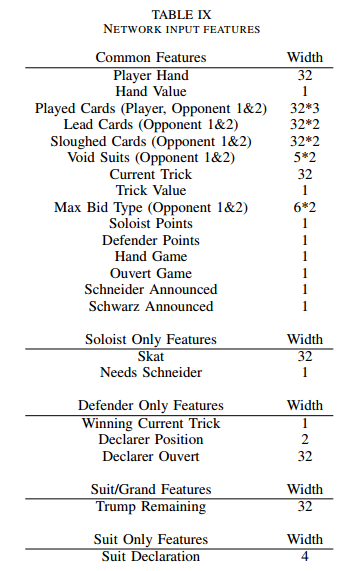 TABLE IX
NETWORK INPUT FEATURES
Common Features Width
Player Hand 32
Hand Value 1
Played Cards (Player, Opponent 1&2) 32*3
Lead Cards (Opponent 1&2) 32*2
Sloughed Cards (Opponent 1&2) 32*2
Void Suits (Opponent 1&2) 5*2
Current Trick 32
Trick Value 1
Max Bid Type (Opponent 1&2) 6*2
Soloist Points 1
Defender Points 1
Hand Game 1
Ouvert Game 1
Schneider Announced 1
Schwarz Announced 1
Soloist Only Features Width
Skat 32
Needs Schneider 1
Defender Only Features Width
Winning Current Trick 1
Declarer Position 2
Declarer Ouvert 32
Suit/Grand Features Width
Trump Remaining 32
Suit Only Features Width
Suit Declaration 4